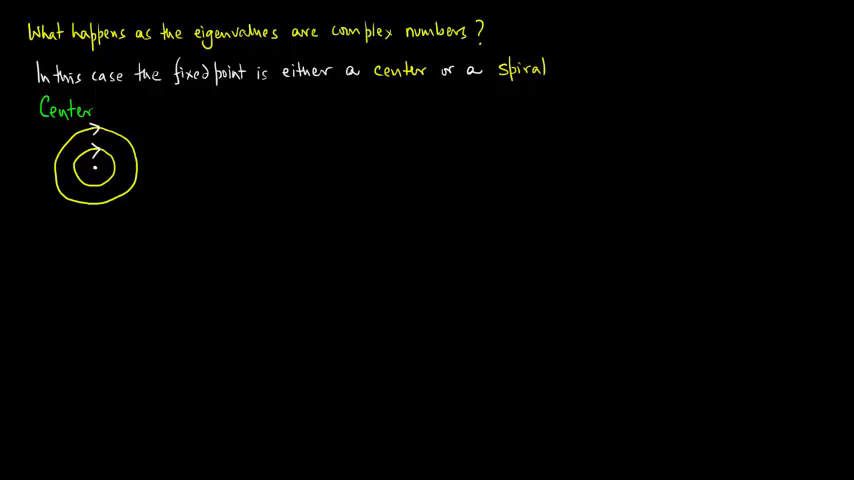 What happens as the eigenvalues are complex numbers?
In this case the fixed point is either a center or a spiral
Center